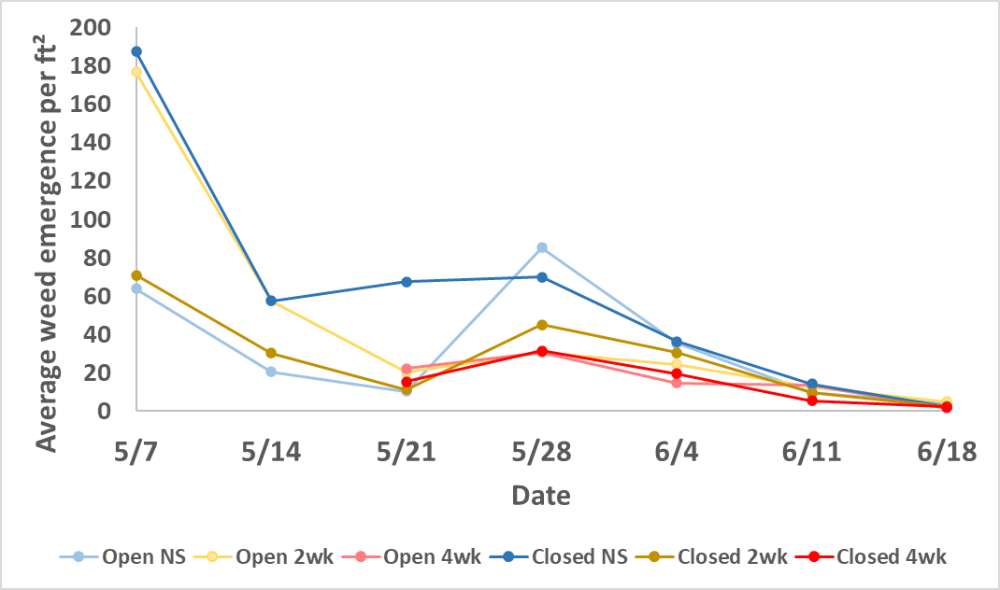 Average weed emergence per ft²
200
180
160
140
120
100
80
60
40
20
0
5/7 5/14 5/21 5/28 6/4 6/11 6/18
Date
Open NS Open 2wk Open 4wk Closed NS Closed 2wk Closed 4wk